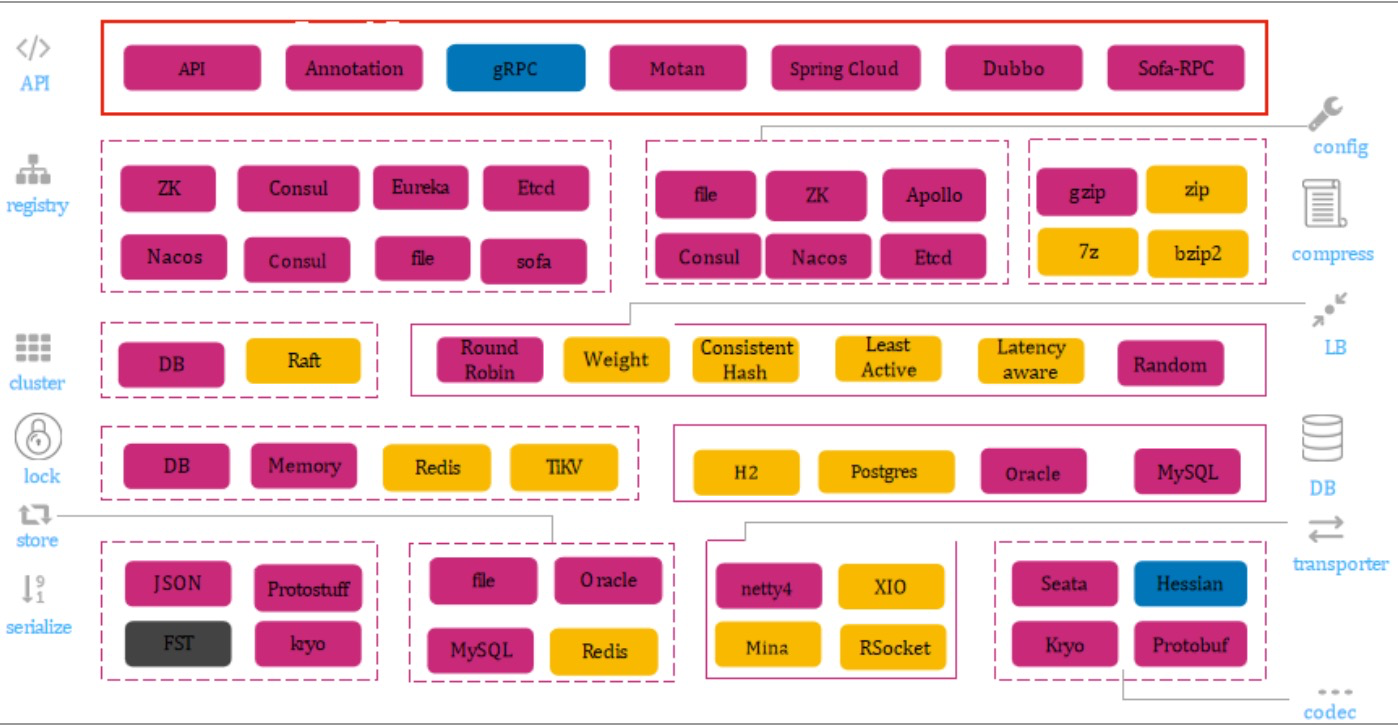 </> API
API
Annotation
gRPC
Motan
Spring Cloud
Dubbo
Sofa-RPC
registry
ZK
Consul
Eureka
Etcd
Nacos
Consul
file
sofa
config
file
ZK
Apollo
Consul
Nacos
Etcd
compress
gzip
zip
7z
bzip2
cluster
DB
Raft
LB
Round
Robin
Weight
Consistent
Hash
Least
Active
Latency
aware
Random
lock
DB
Memory
Redis
TiKV
DB
H2
Postgres
Oracle
MySQL
store
serialize
9
1
JSON
Protostuff
FST
kryo
file
Oracle
MySQL
Redis
transporter
netty4
XIO
Mina
RSocket
Seata
Hessian
Kryo
Protobuf
codec